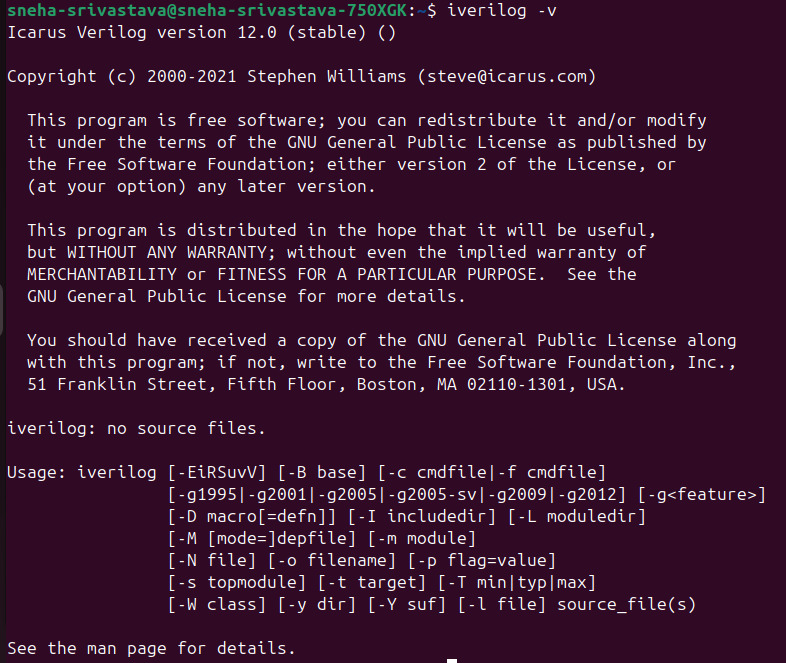 sneha-srivastava@sneha-srivastava-750XGK:~$ iverilog -v
Icarus Verilog version 12.0 (stable) ()

Copyright (c) 2000-2021 Stephen Williams (steve@icarus.com)

  This program is free software; you can redistribute it and/or modify
  it under the terms of the GNU General Public License as published by
  the Free Software Foundation; either version 2 of the License, or
  (at your option) any later version.

  This program is distributed in the hope that it will be useful,
  but WITHOUT ANY WARRANTY; without even the implied warranty of
  MERCHANTABILITY or FITNESS FOR A PARTICULAR PURPOSE.  See the
  GNU General Public License for more details.

  You should have received a copy of the GNU General Public License along
  with this program; if not, write to the Free Software Foundation, Inc.,
  51 Franklin Street, Fifth Floor, Boston, MA 02110-1301, USA.

iverilog: no source files.

Usage: iverilog [-EiRSuvV] [-B base] [-c cmdfile|-f cmdfile]
                [-g1995|-g2001|-g2005|-g2005-sv|-g2009|-g2012] [-g<feature>]
                [-D macro[=defn]] [-I includedir] [-L moduledir]
                [-M [mode=]depfile] [-m module]
                [-N file] [-o filename] [-p flag=value]
                [-s topmodule] [-t target] [-T min|typ|max]
                [-W class] [-y dir] [-Y suf] [-l file] source_file(s)

See the man page for details.